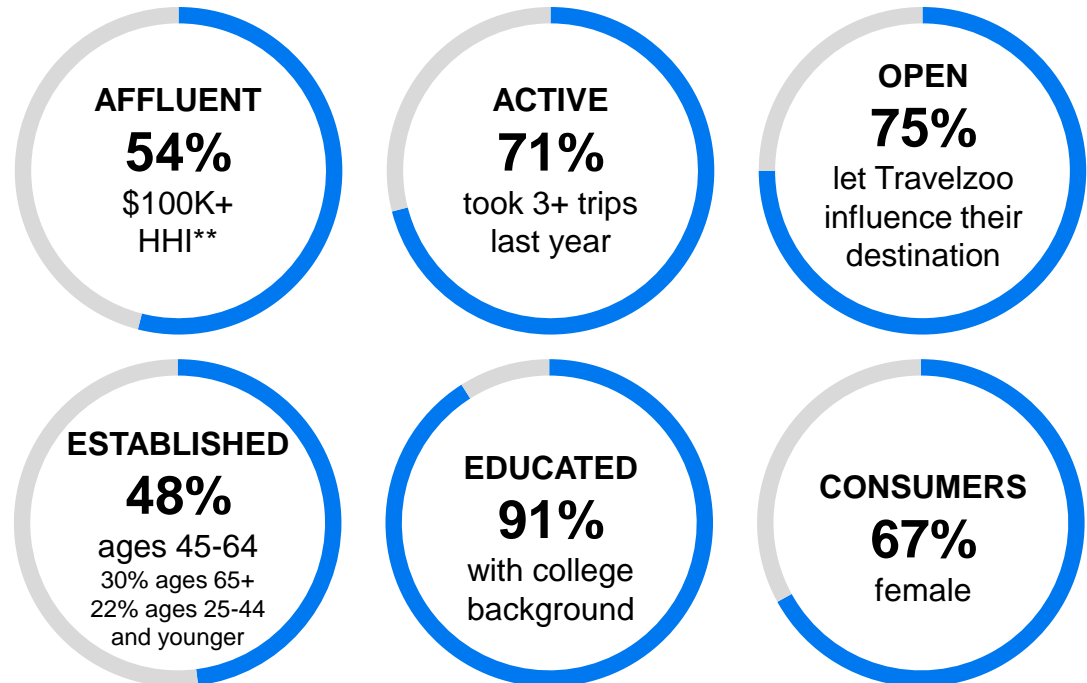 AFFLUENT
54%
$100K+
HHI**
ACTIVE
71%
took 3+ trips
last year
OPEN
75%
let Travelzoo
influence their
destination
ESTABLISHED
48%
ages 45-64
30% ages 65+
22% ages 25-44
and younger
EDUCATED
91%
with college
background
CONSUMERS
67%
female